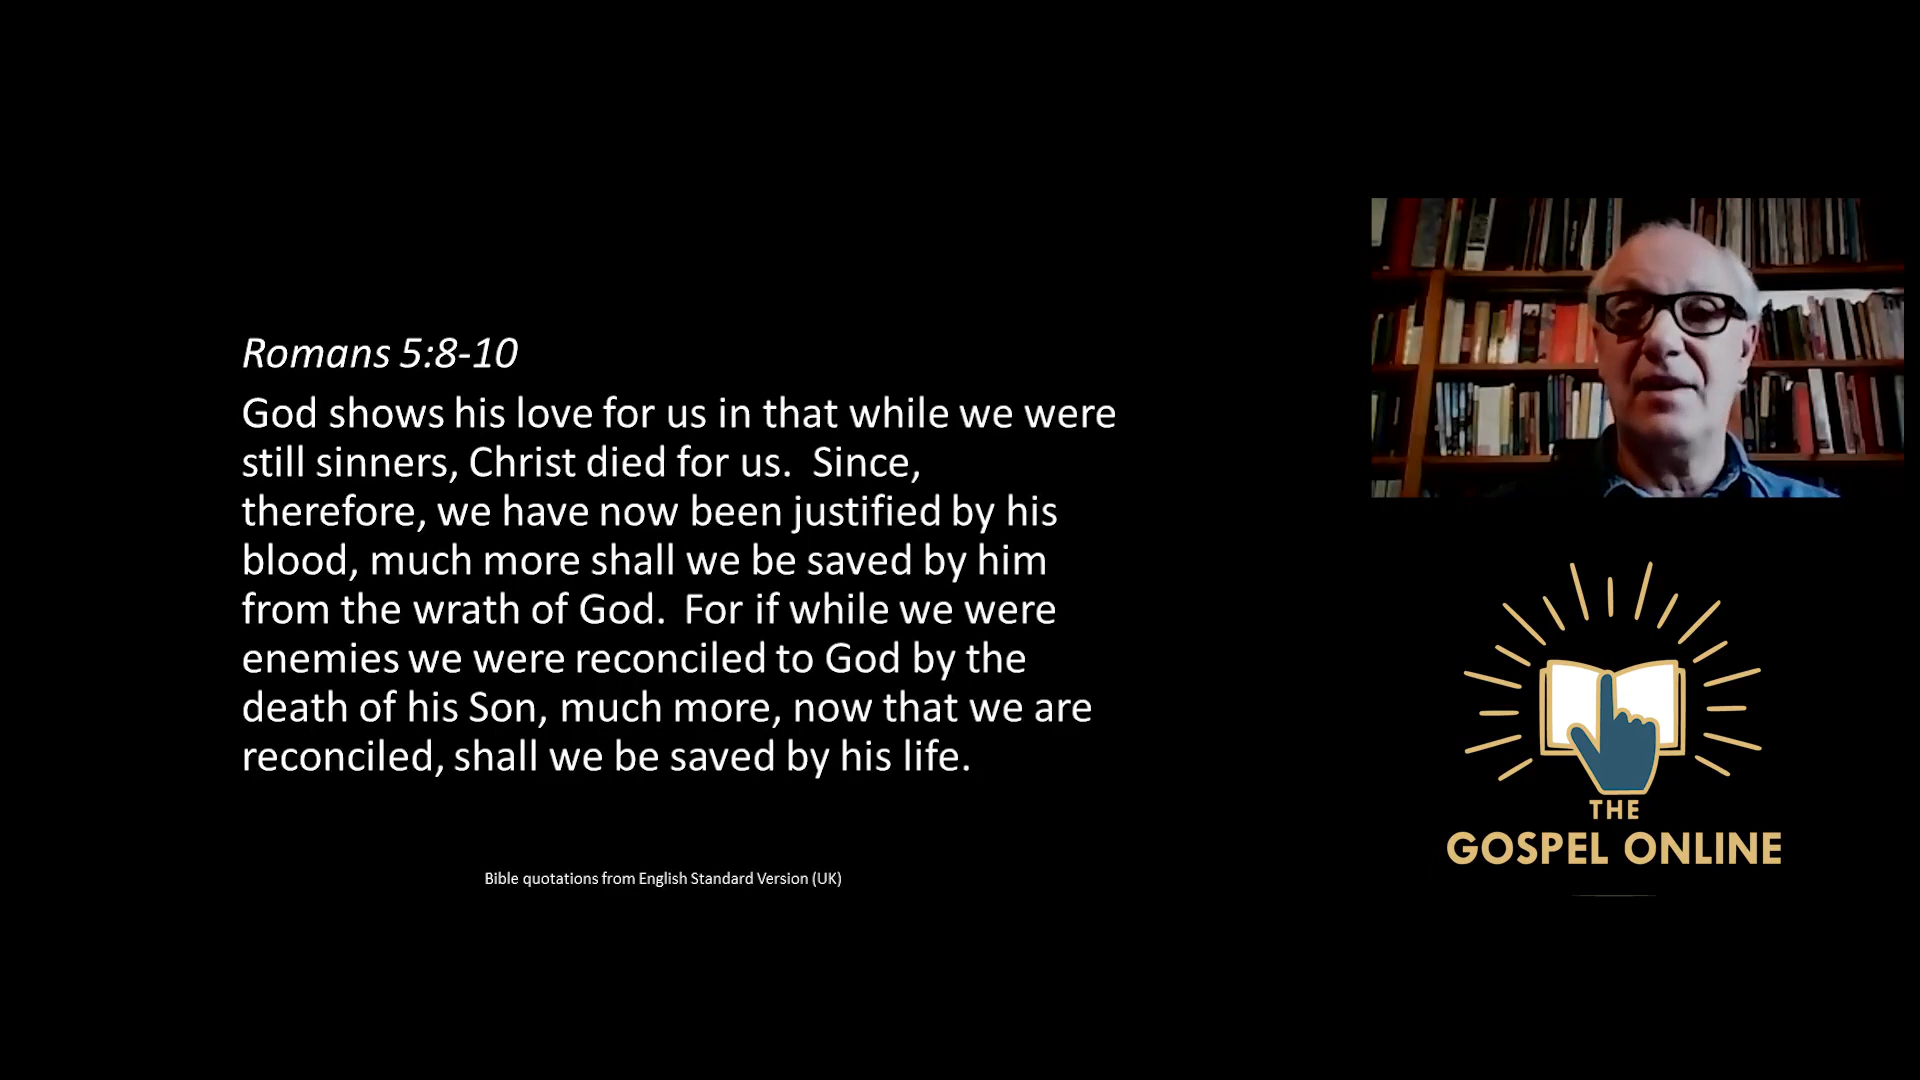 Romans 5:8-10
God shows his love for us in that while we were
still sinners, Christ died for us.  Since,
therefore, we have now been justified by his
blood, much more shall we be saved by him
from the wrath of God.  For if while we were
enemies we were reconciled to God by the
death of his Son, much more, now that we are
reconciled, shall we be saved by his life.
Bible quotations from English Standard Version (UK)
THE
GOSPEL ONLINE